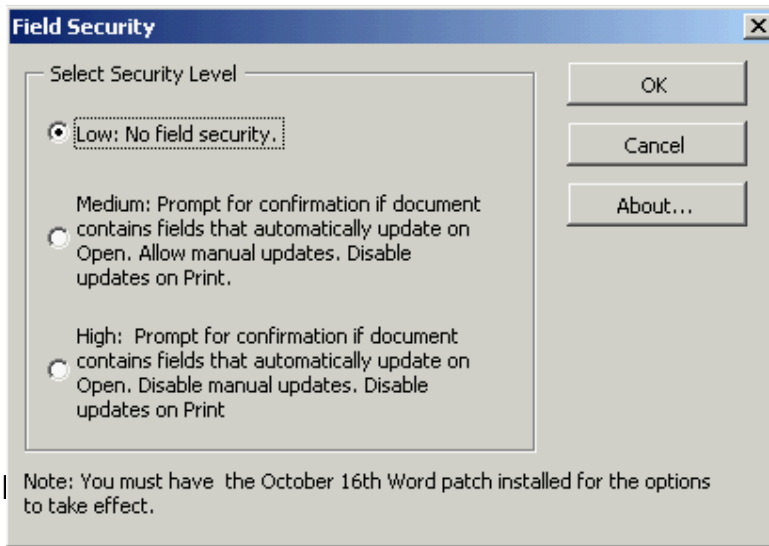 Field Security
Select Security Level
OK
Low: No field security.
Cancel
Medium: Prompt for confirmation if document
contains fields that automatically update on
Open. Allow manual updates. Disable
updates on Print.
About...
High:  Prompt for confirmation if document
contains fields that automatically update on
Open. Disable manual updates. Disable
updates on Print
Note: You must have  the October 16th Word patch installed for the options
to take effect.